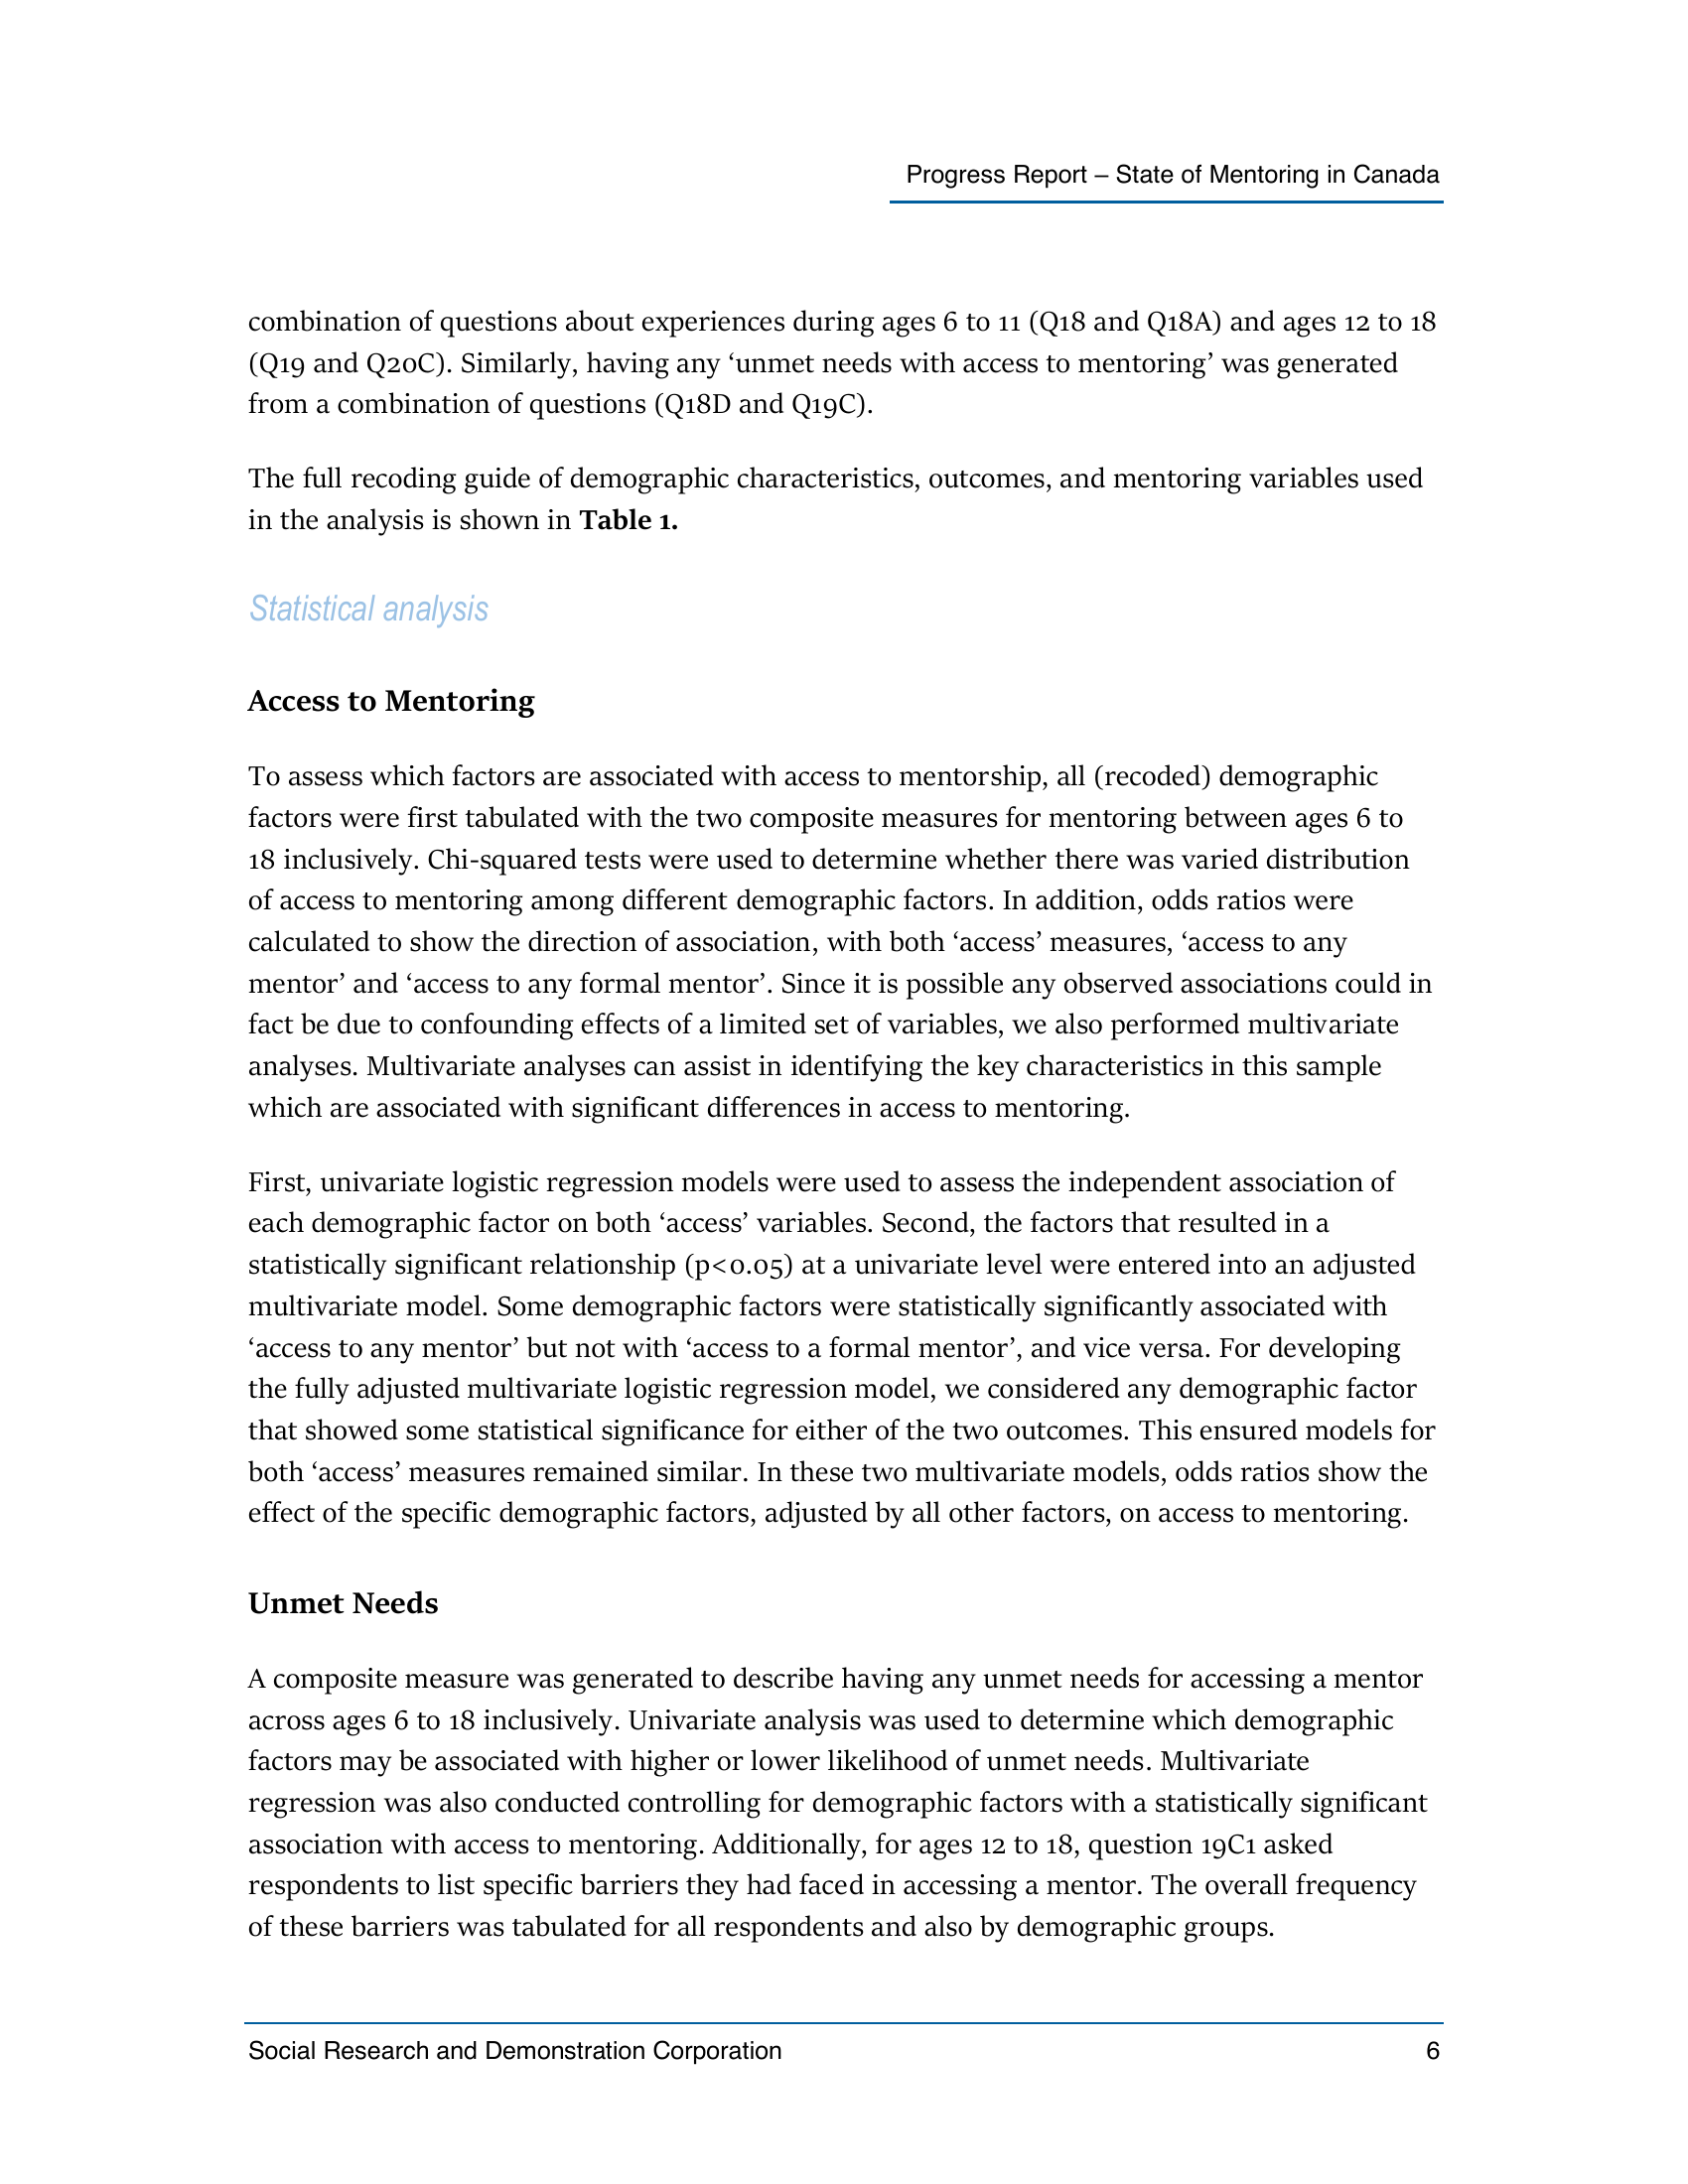 Progress Report – State of Mentoring in Canada
combination of questions about experiences during ages 6 to 11 (Q18 and Q18A) and ages 12 to 18
(Q19 and Q20C). Similarly, having any ‘unmet needs with access to mentoring’ was generated
from a combination of questions (Q18D and Q19C).
The full recoding guide of demographic characteristics, outcomes, and mentoring variables used
in the analysis is shown in Table 1.
Statistical analysis
Access to Mentoring
To assess which factors are associated with access to mentorship, all (recoded) demographic
factors were first tabulated with the two composite measures for mentoring between ages 6 to
18 inclusively. Chi-squared tests were used to determine whether there was varied distribution
of access to mentoring among different demographic factors. In addition, odds ratios were
calculated to show the direction of association, with both ‘access’ measures, ‘access to any
mentor’ and ‘access to any formal mentor’. Since it is possible any observed associations could in
fact be due to confounding effects of a limited set of variables, we also performed multivariate
analyses. Multivariate analyses can assist in identifying the key characteristics in this sample
which are associated with significant differences in access to mentoring.
First, univariate logistic regression models were used to assess the independent association of
each demographic factor on both ‘access’ variables. Second, the factors that resulted in a
statistically significant relationship (p<0.05) at a univariate level were entered into an adjusted
multivariate model. Some demographic factors were statistically significantly associated with
‘access to any mentor’ but not with ‘access to a formal mentor’, and vice versa. For developing
the fully adjusted multivariate logistic regression model, we considered any demographic factor
that showed some statistical significance for either of the two outcomes. This ensured models for
both ‘access’ measures remained similar. In these two multivariate models, odds ratios show the
effect of the specific demographic factors, adjusted by all other factors, on access to mentoring.
Unmet Needs
A composite measure was generated to describe having any unmet needs for accessing a mentor
across ages 6 to 18 inclusively. Univariate analysis was used to determine which demographic
factors may be associated with higher or lower likelihood of unmet needs. Multivariate
regression was also conducted controlling for demographic factors with a statistically significant
association with access to mentoring. Additionally, for ages 12 to 18, question 19C1 asked
respondents to list specific barriers they had faced in accessing a mentor. The overall frequency
of these barriers was tabulated for all respondents and also by demographic groups.
Social Research and Demonstration Corporation 6